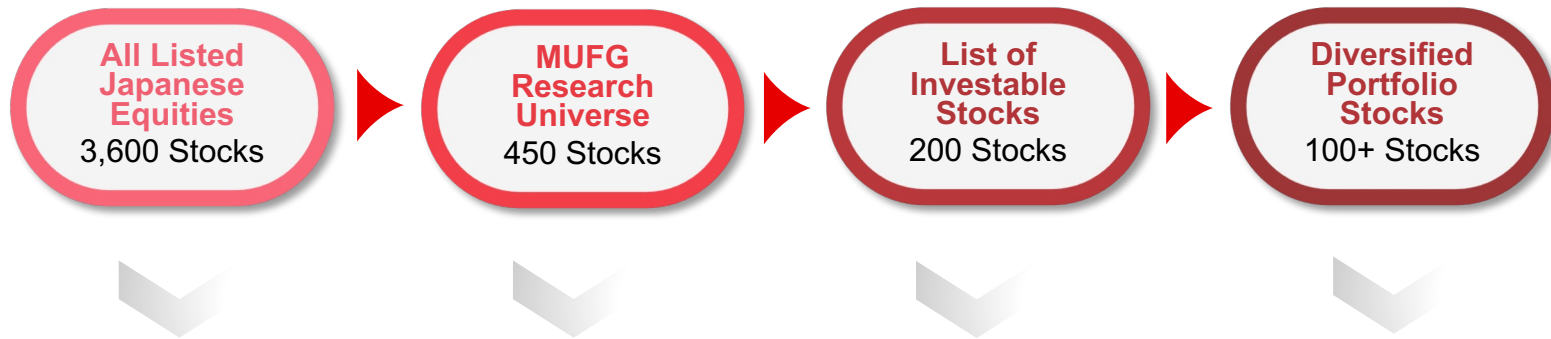 All Listed
Japanese
Equities
3,600 Stocks
MUFG
Research
Universe
450 Stocks
List of
Investable
Stocks
200 Stocks
Diversified
Portfolio
Stocks
100+ Stocks